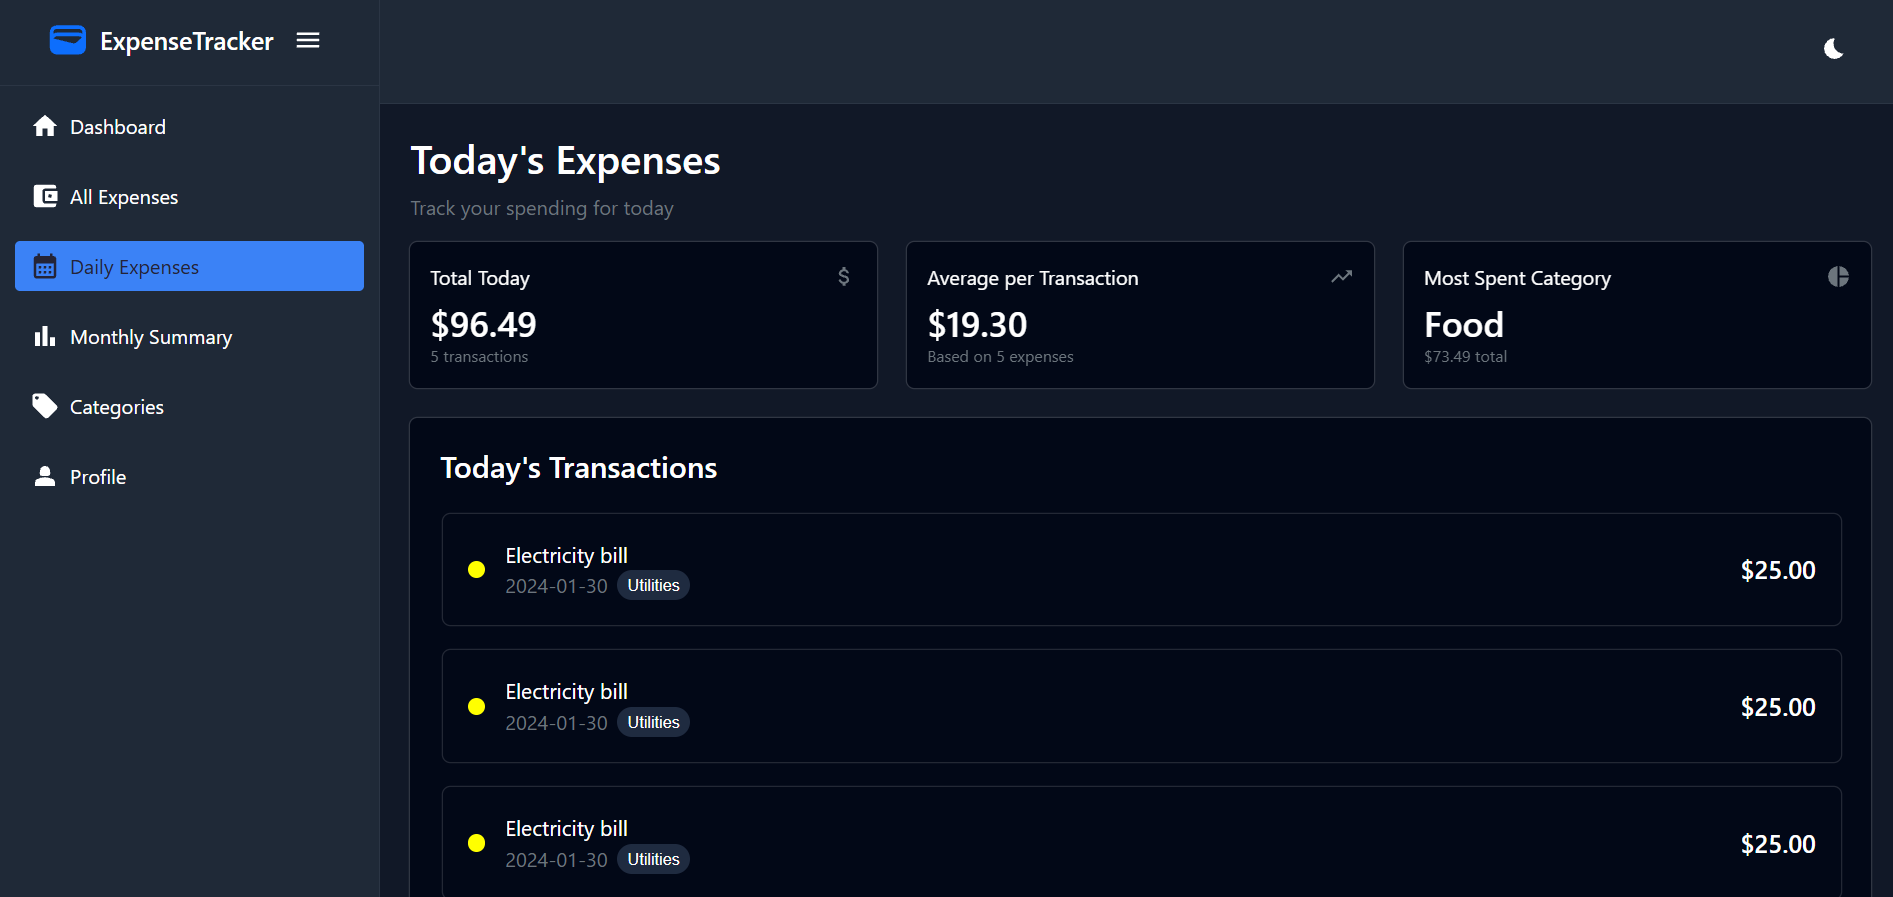 ExpenseTracker
Dashboard
All Expenses
Daily Expenses
Monthly Summary
Categories
Profile
Today's Expenses
Track your spending for today
Total Today
$
$96.49
5 transactions
Average per Transaction
$19.30
Based on 5 expenses
Most Spent Category
Food
$73.49 total
Today's Transactions
Electricity bill
2024-01-30 Utilities
$25.00
Electricity bill
2024-01-30 Utilities
$25.00
Electricity bill
2024-01-30 Utilities
$25.00